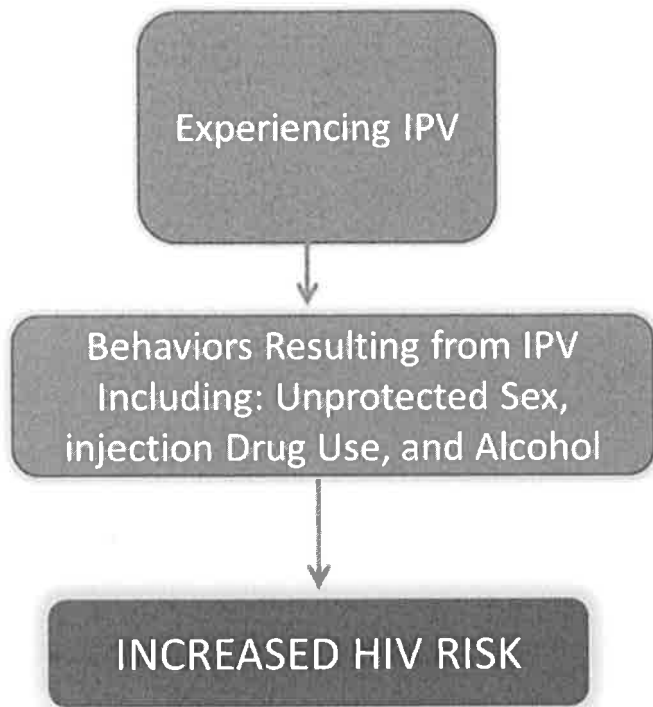 Experiencing IPV
Behaviors Resulting from IPV
Including: Unprotected Sex,
injection Drug Use, and Alcohol
INCREASED HIV RISK